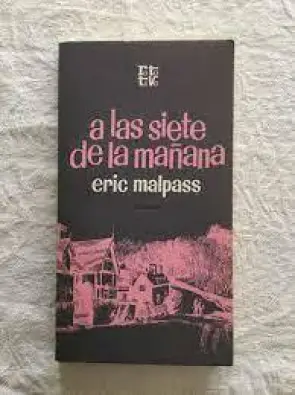 a las siete
de la mañana
eric malpass